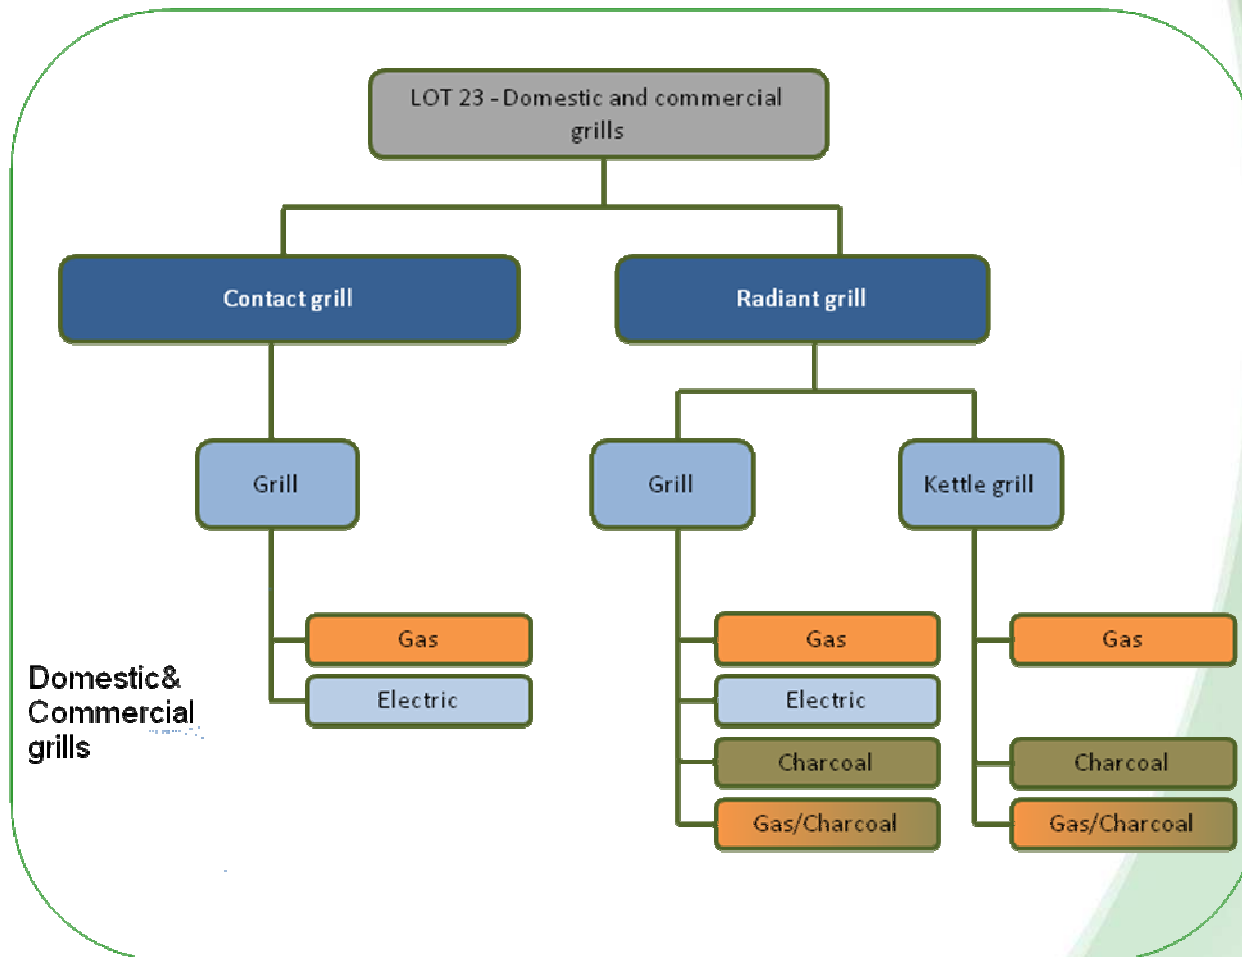 LOT 23 - Domestic and commercial
grills
Contact grill
Radiant grill
Grill
Grill
Kettle grill
Gas
Electric
Gas
Electric
Charcoal
Gas/Charcoal
Gas
Charcoal
Gas/Charcoal
Domestic&
Commercial
grills